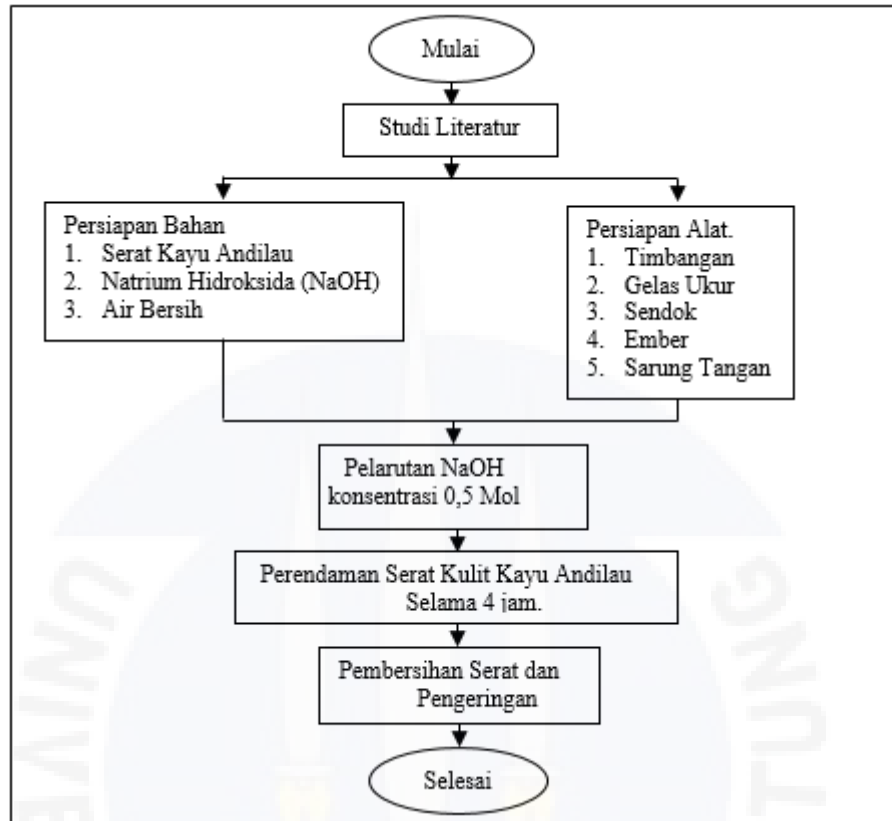 Mulai
Studi Literatur
Persiapan Bahan
1. Serat Kayu Andilau
2. Natrium Hidroksida (NaOH)
3. Air Bersih
Persiapan Alat.
1. Timbangan
2. Gelas Ukur
3. Sendok
4. Ember
5. Sarung Tangan
Pelarutan NaOH
konsentrasi 0,5 Mol
Perendaman Serat Kulit Kayu Andilau
Selama 4 jam.
Pembersihan Serat dan
Pengeringan
Selesai